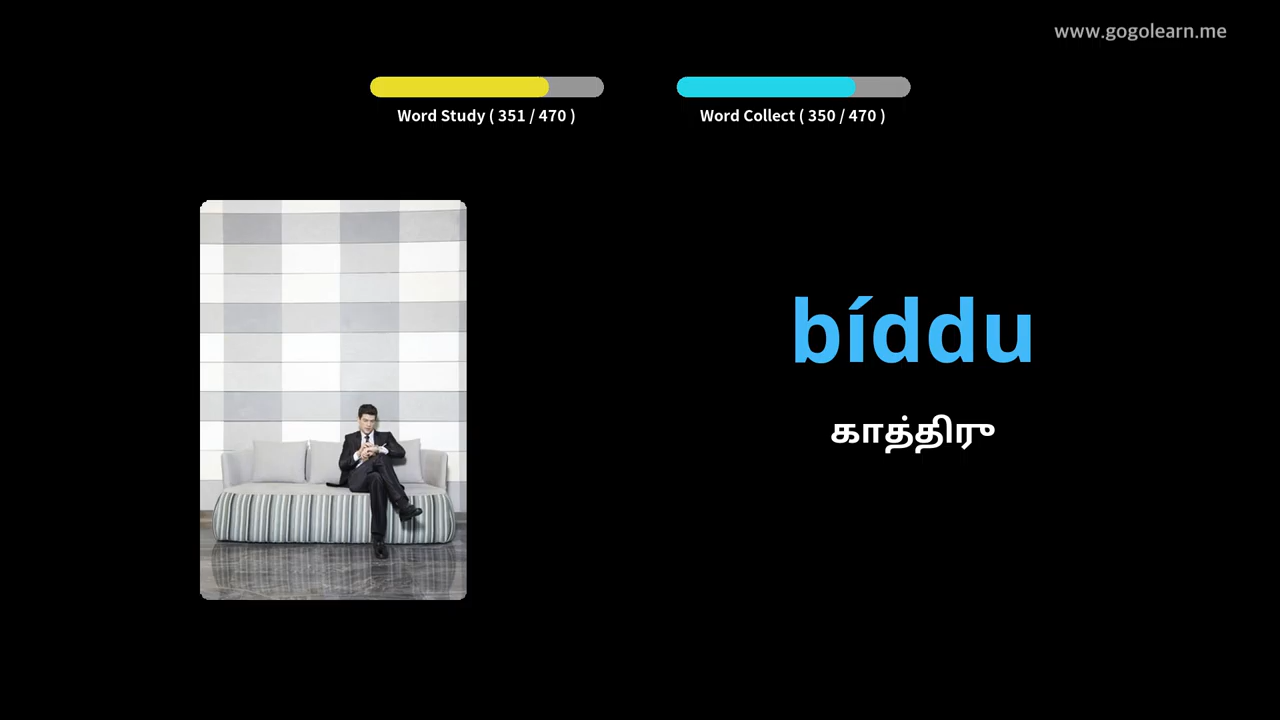 www.gogolearn.me
Word Study ( 351 / 470 )
Word Collect ( 350 / 470 )
bíddu
காத்திரு